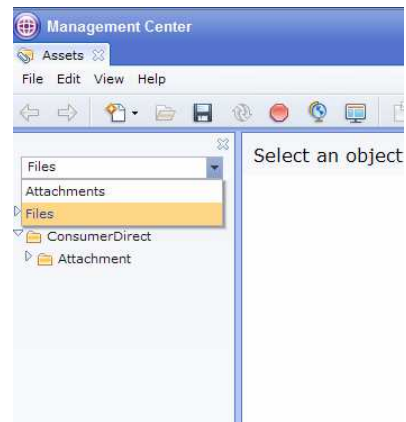 Management Center
Assets
File Edit View Help
Files
Select an object
Attachments
Files
ConsumerDirect
Attachment